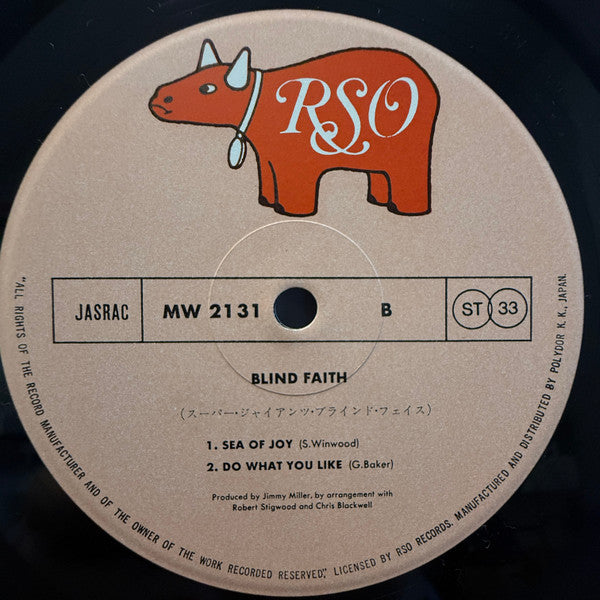 RSO
JASRAC
MW 2131
B
ST 33
BLIND FAITH
(スーパー・ジャイアンツ・ブラインド・フェイス)
1. SEA OF JOY (S.Winwood)
2. DO WHAT YOU LIKE (G.Baker)
Produced by Jimmy Miller, by arrangement with
Robert Stigwood and Chris Blackwell
"ALL RIGHTS OF THE RECORD MANUFACTURER AND OF THE OWNER OF THE WORK RECORDED RESERVED," LICENSED BY RSO RECORDS. MANUFACTURED AND DISTRIBUTED BY POLYDOR K. K., JAPAN.